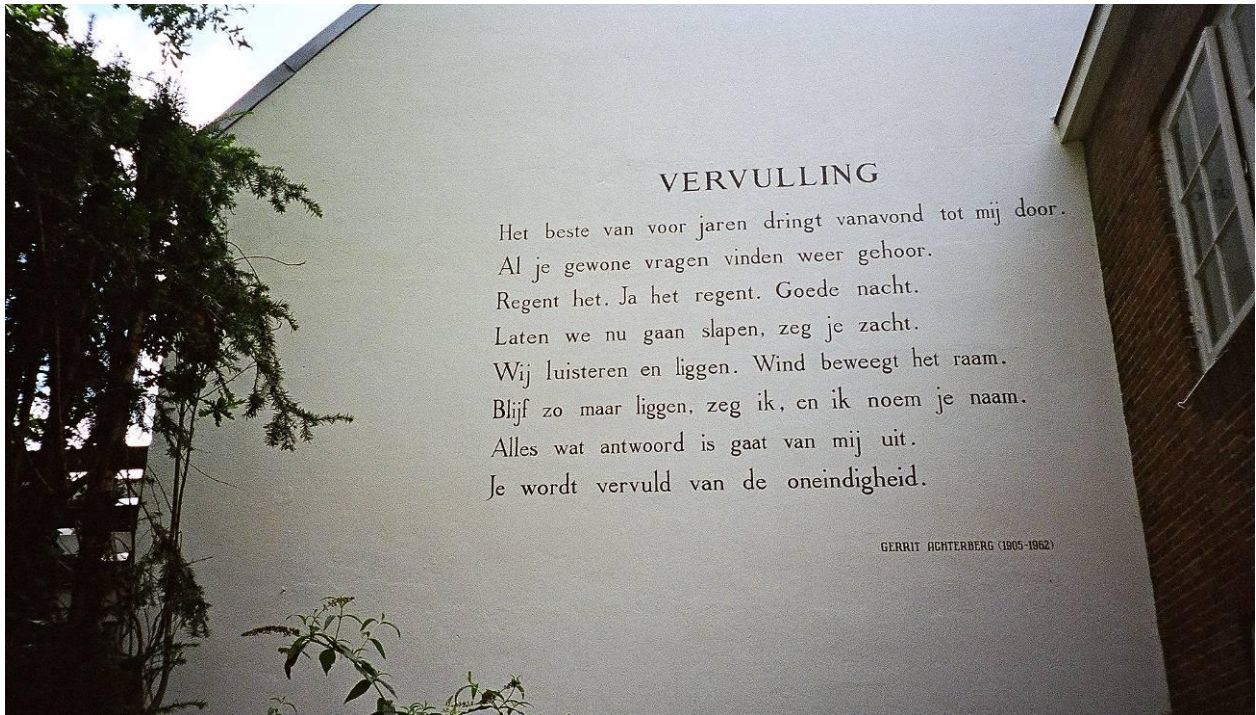 VERVULLING
Het beste van voor jaren dringt vanavond tot mij door.
Al je gewone vragen vinden weer gehoor.
Regent het. Ja het regent. Goede nacht.
Laten we nu gaan slapen, zeg je zacht.
Wij luisteren en liggen. Wind beweegt het raam.
Blijf zo maar liggen, zeg ik, en ik noem je naam.
Alles wat antwoord is gaat van mij uit.
Je wordt vervuld van de oneindigheid.
GERRIT ACHTERBERG (1905-1962)